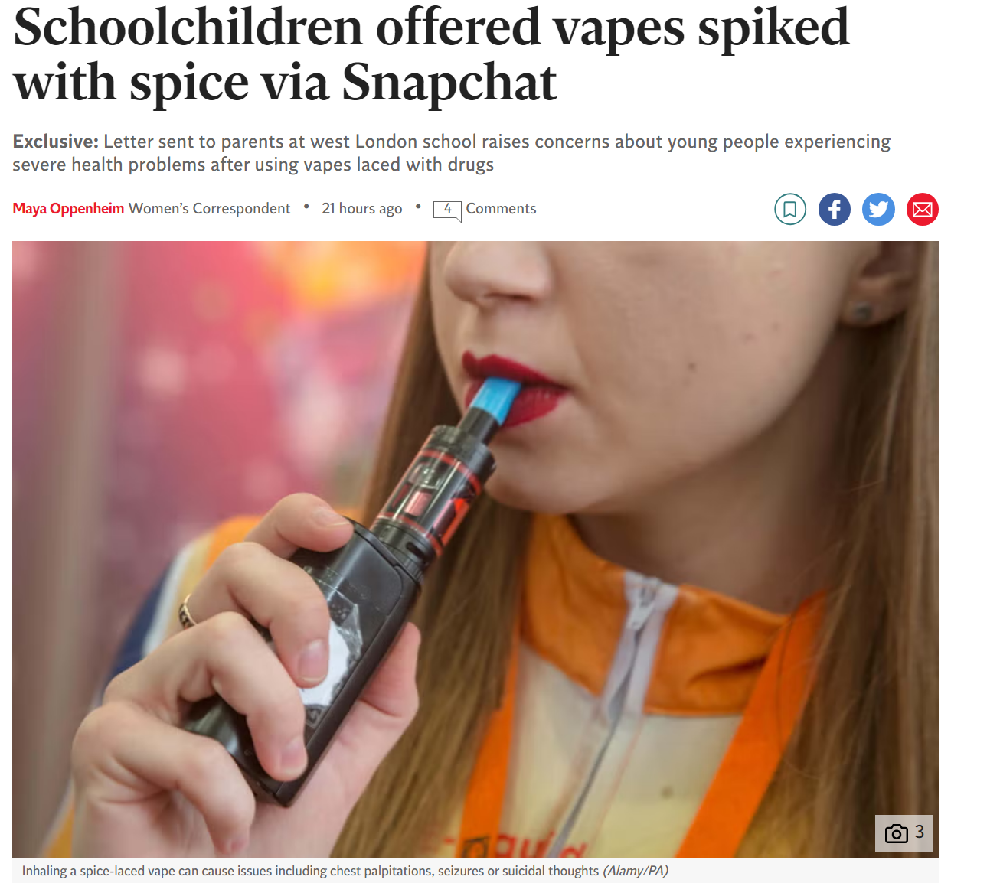 Schoolchildren offered vapes spiked
with spice via Snapchat
Exclusive: Letter sent to parents at west London school raises concerns about young people experiencing
severe health problems after using vapes laced with drugs
Maya Oppenheim Women’s Correspondent • 21 hours ago • 4 Comments
3
Inhaling a spice-laced vape can cause issues including chest palpitations, seizures or suicidal thoughts (Alamy/PA)